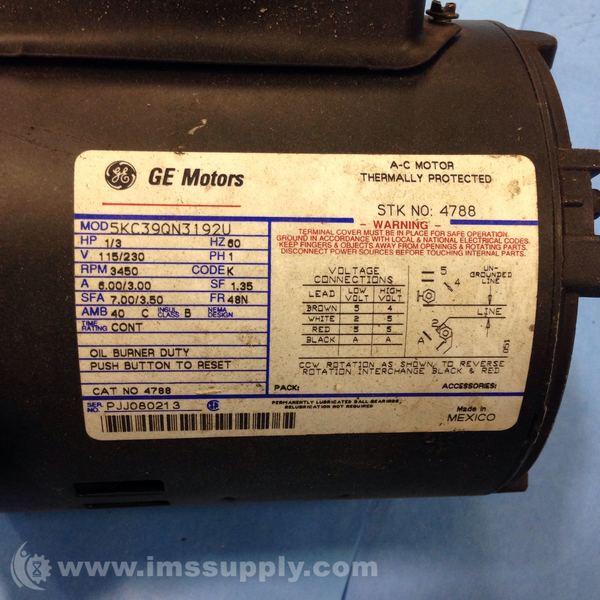 GE Motors
A-C MOTOR
THERMALLY PROTECTED
STK NO: 4788
MOD 5KC39QN3192U
HP 1/3 HZ 60
V 115/230 PH 1
RPM 3450 CODE K
A 6.00/3.00 SF 1.35
SFA 7.00/3.50 FR 48N
AMB 40 C INSUL CLASS B NEMA DESIGN
TIME RATING CONT
OIL BURNER DUTY
PUSH BUTTON TO RESET
CAT NO 4788
SER. NO. PJJ080213
WARNING
TERMINAL COVER MUST BE IN PLACE BEFORE OPERATING.
GROUND IN ACCORDANCE WITH LOCAL & NATIONAL ELECTRICAL CODES.
KEEP FINGERS & OBJECTS AWAY FROM OPENINGS & ROTATING PARTS.
DISCONNECT POWER SOURCES BEFORE TOUCHING INTERNAL PARTS.
VOLTAGE
CONNECTIONS
LEAD LOW VOLT HIGH VOLT
BROWN 5 4
WHITE 2 5
RED 5 5
BLACK A A
5
4
UN-
GROUNDED
LINE
LINE
2
A
CCW ROTATION AS SHOWN, TO REVERSE
ROTATION INTERCHANGE BLACK & RED
PACK: ACCESSORIES:
PERMANENTLY LUBRICATED BALL BEARINGS,
RELUBRICATION NOT REQUIRED
Made in
MEXICO
www.imssupply.com